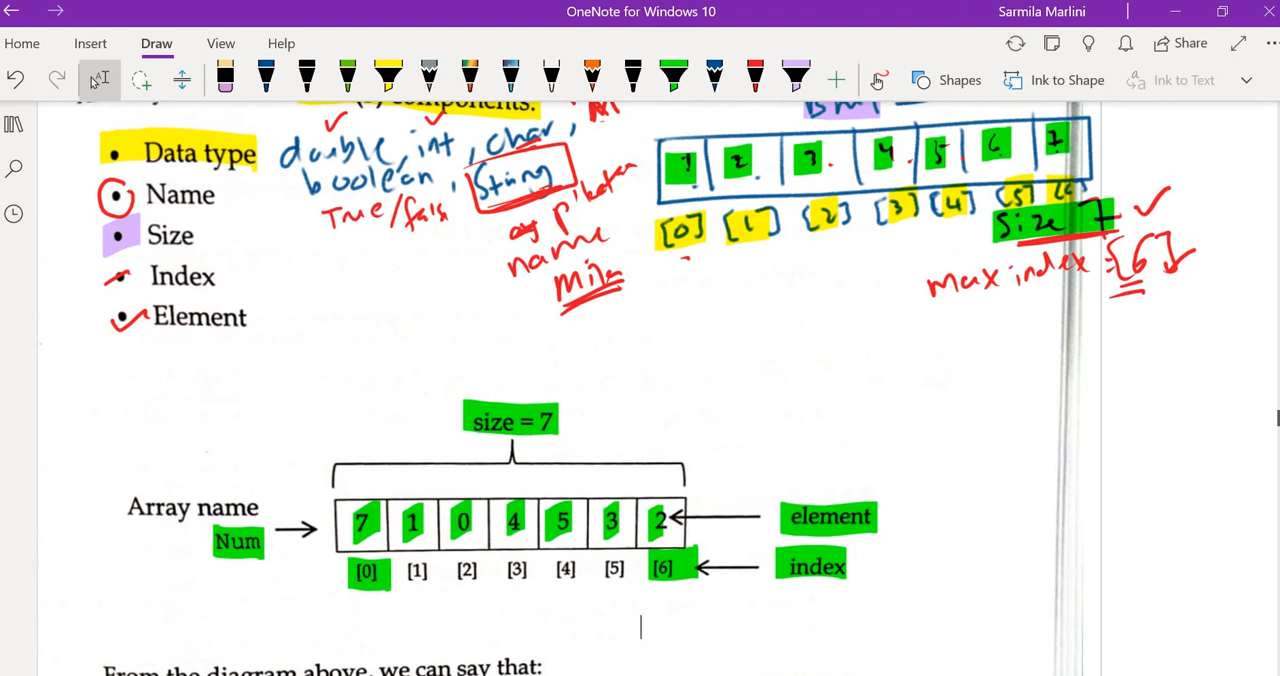 OneNote for Windows 10
Sarmila Marlini
Home Insert Draw View Help
Share
Shapes
Ink to Shape
Ink to Text
components.
• Data type
double, int, char,
boolean, String
True/fals
• Name
• Size
• Index
• Element
name
1 2 3 4 5 6 7
[0] [1] [2] [3] [4] [5] [6]
Size 7
max index [6]
size = 7
Array name
Num
7 1 0 4 5 3 2
element
[0] [1] [2] [3] [4] [5] [6]
index
From the diagram above, we can say that: